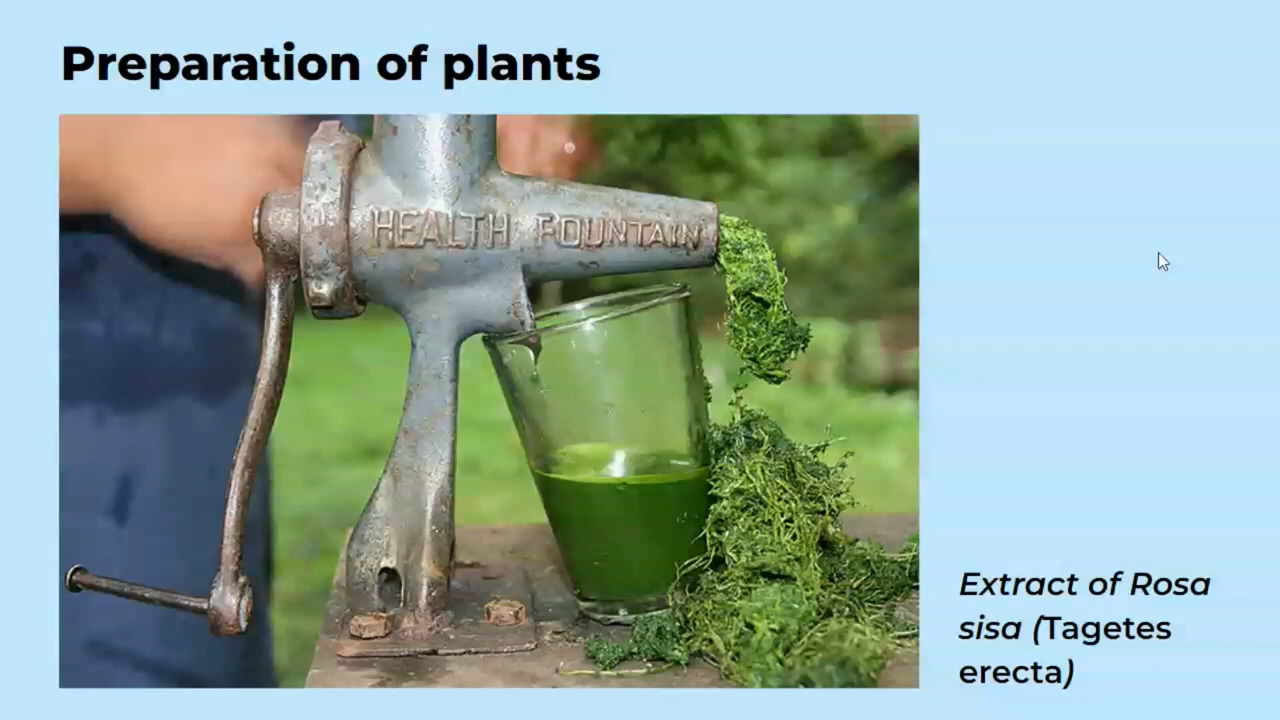 Preparation of plants
HEALTH FOUNTAIN
Extract of Rosa
sisa (Tagetes
erecta)